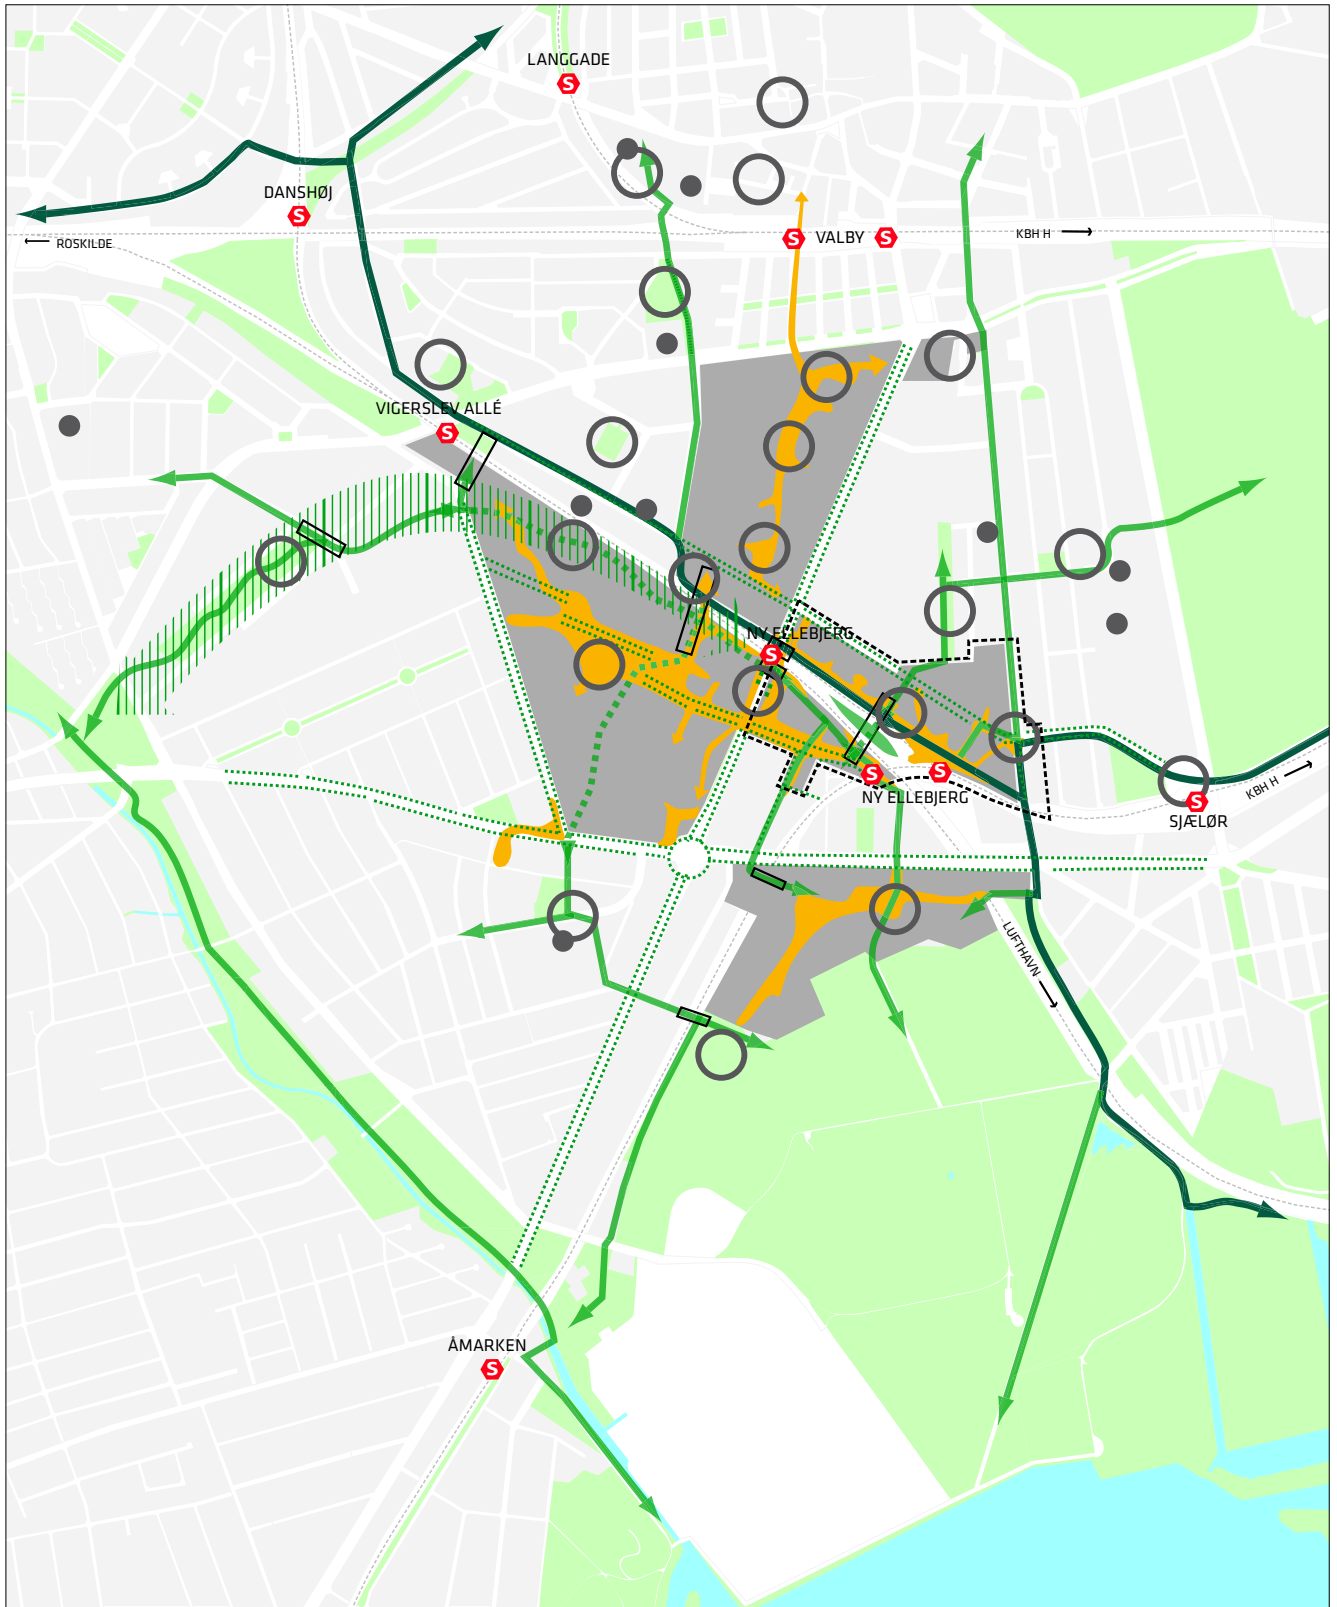 LANGGADE
S
DANSHØJ
S
ROSKILDE
S
VALBY
S
KBH H
VIGERSLEV ALLÉ
S
NY ELLEBJERG
S
S
S
NY ELLEBJERG
KBH H
S
SJÆLØR
LUFTHAVN
ÅMARKEN
S